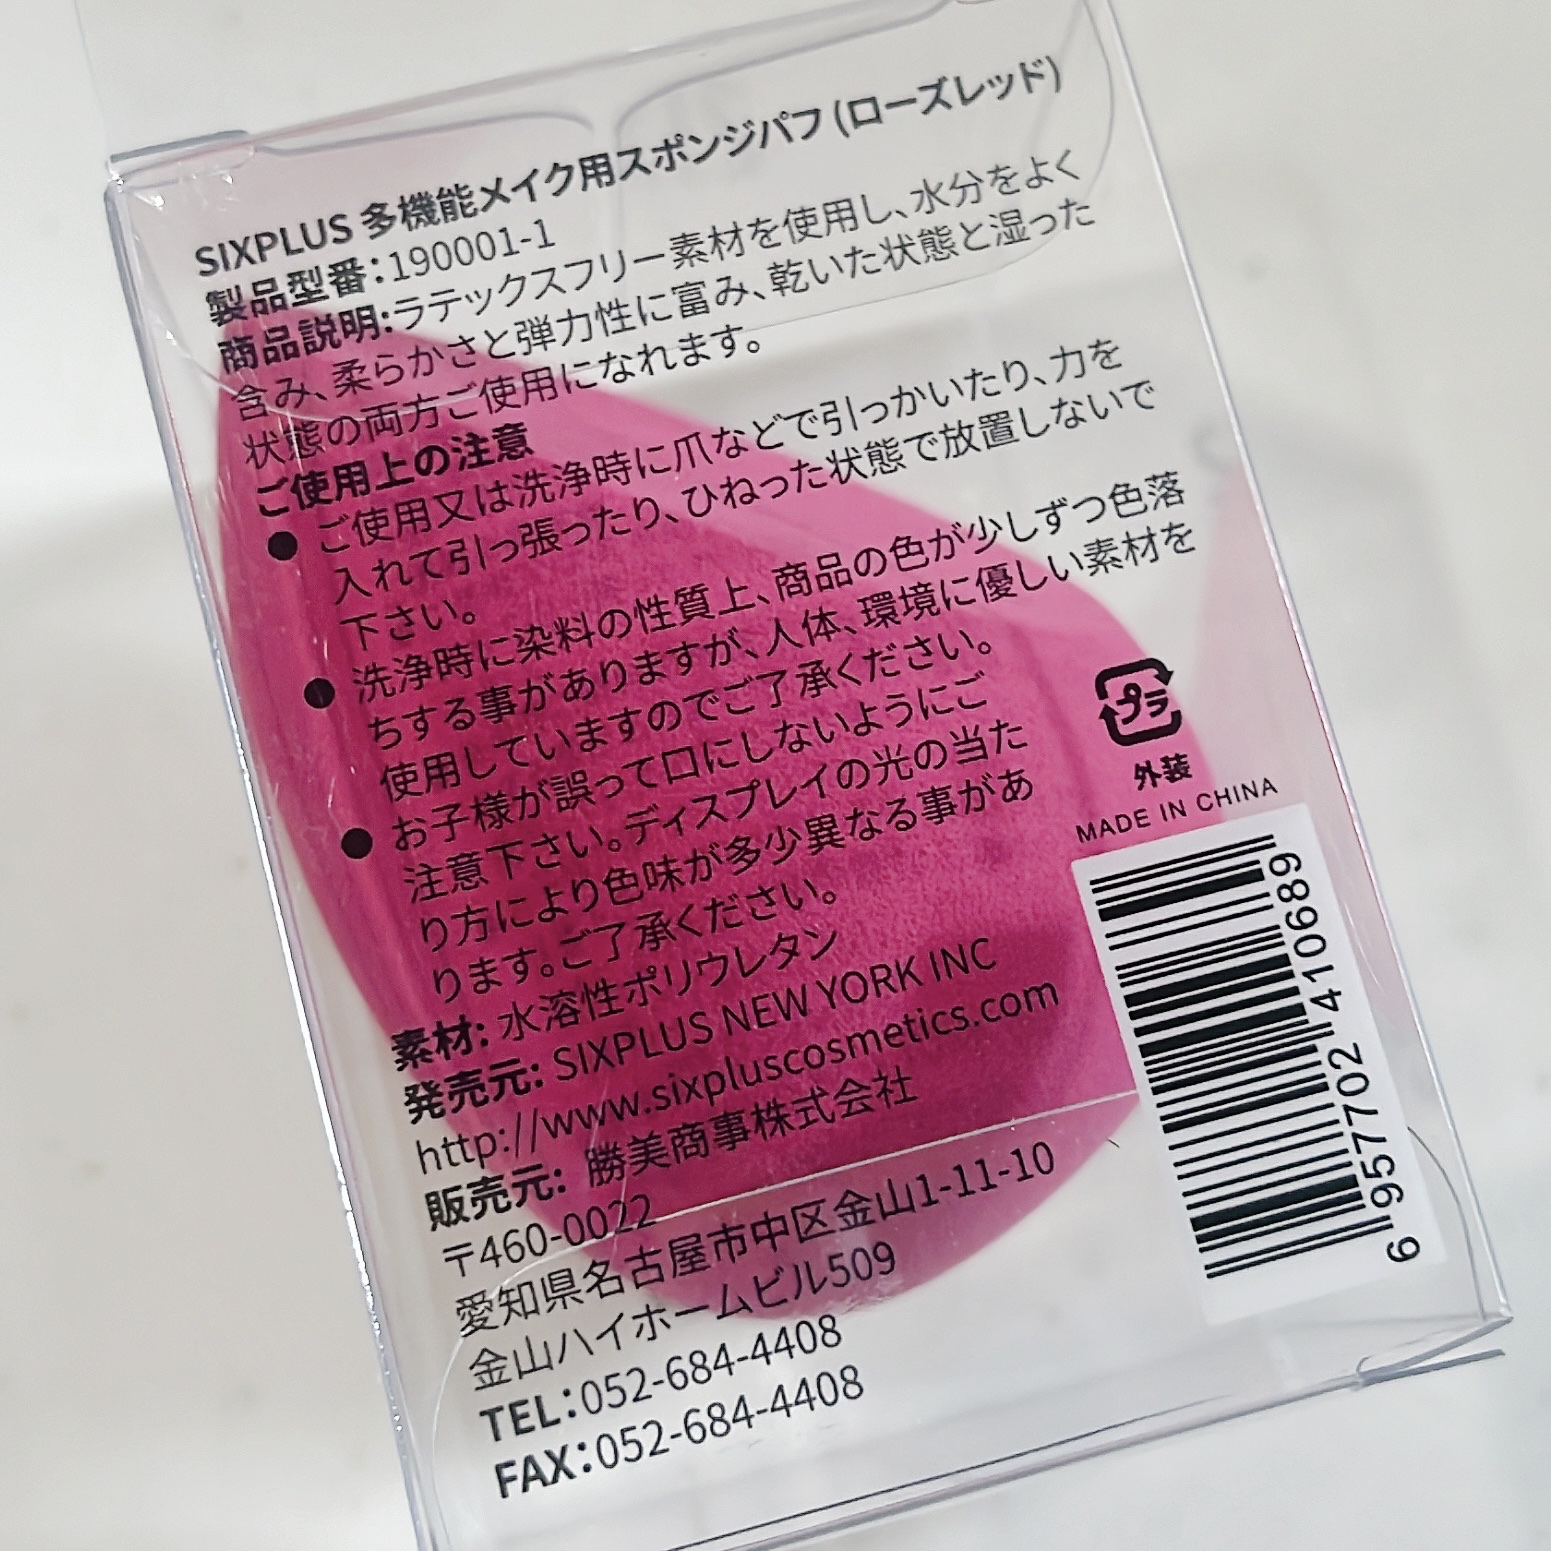 SIXPLUS 多機能メイク用スポンジパフ (ローズレッド)
製品型番：190001-1
商品説明:ラテックスフリー素材を使用し、水分をよく
含み、柔らかさと弾力性に富み、乾いた状態と湿った
状態の両方ご使用になれます。
ご使用上の注意
● ご使用又は洗浄時に爪などで引っかいたり、力を
入れて引っ張ったり、ひねった状態で放置しないで
下さい。
● 洗浄時に染料の性質上、商品の色が少しずつ色落
ちする事がありますが、人体、環境に優しい素材を
使用していますのでご了承ください。
● お子様が誤って口にしないようにご
注意下さい。ディスプレイの光の当た
り方により色味が多少異なる事があ
ります。ご了承ください。
素材: 水溶性ポリウレタン
発売元: SIXPLUS NEW YORK INC
http://www.sixpluscosmetics.com
販売元: 勝美商事株式会社
〒460-0022
愛知県名古屋市中区金山1-11-10
金山ハイホームビル509
TEL：052-684-4408
FAX：052-684-4408
プラ
外装
MADE IN CHINA
6 957702 410689